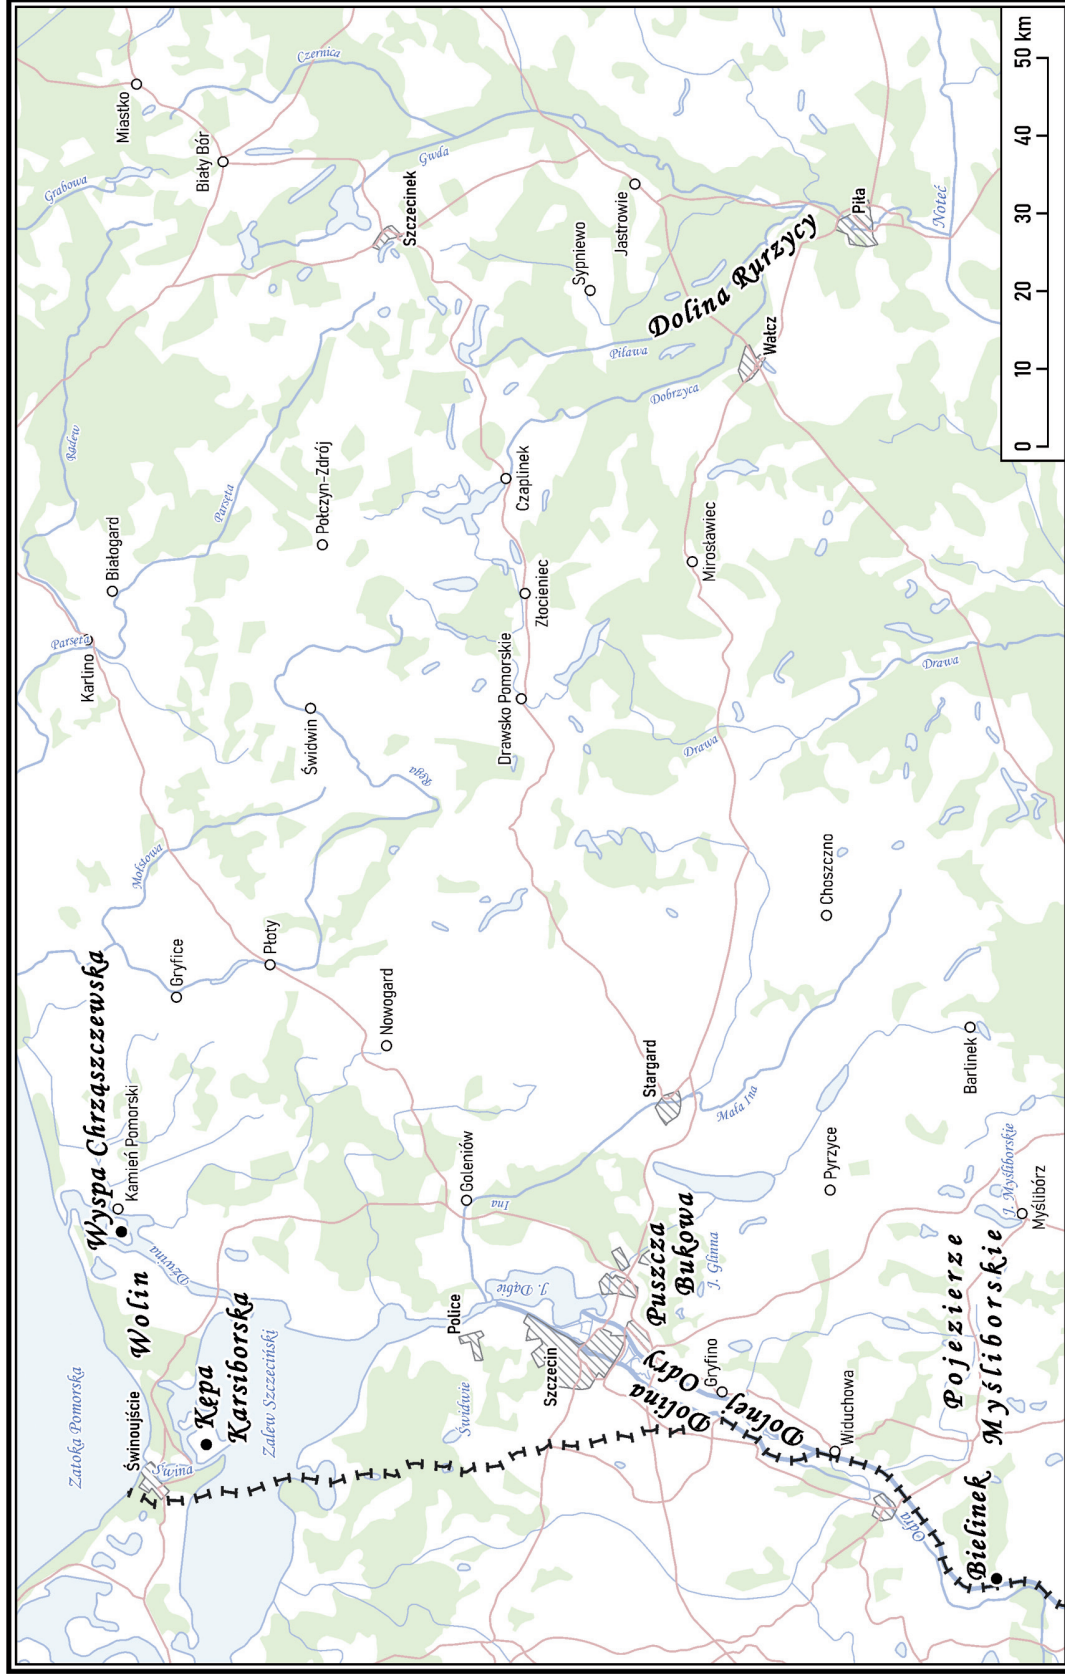 Zatoka Pomorska
Świnoujście
Świna
Wolin
Kępa
Karsiborska
Zalew Szczeciński
Dźwina
Wyspa Chrząszczewska
Kamień Pomorski
Gryfice
Płoty
Nowogard
Mołstowa
Rega
Świdwin
Karlino
Parsęta
Białogard
Radew
Parsęta
Połczyn-Zdrój
Grabowa
Miastko
Biały Bór
Czernica
Szczecinek
Gwda
Świdwie
Police
Goleniów
Ina
J. Dąbie
Szczecin
Stargard
Mała Ina
Puszcza
Bukowa
J. Glinna
Dolina
Dolnej Odry
Gryfino
Widuchowa
Odra
Bielinek
Pojezierze
Myśliborskie
J. Myśliborskie
Myślibórz
Pyrzyce
Barlinek
Choszczno
Drawsko Pomorskie
Złocieniec
Czaplinek
Drawa
Drawa
Mirosławiec
Dobrzyca
Piława
Sypniewo
Jastrowie
Dolina Rurzycy
Wałcz
Piła
Noteć
0 10 20 30 40 50 km